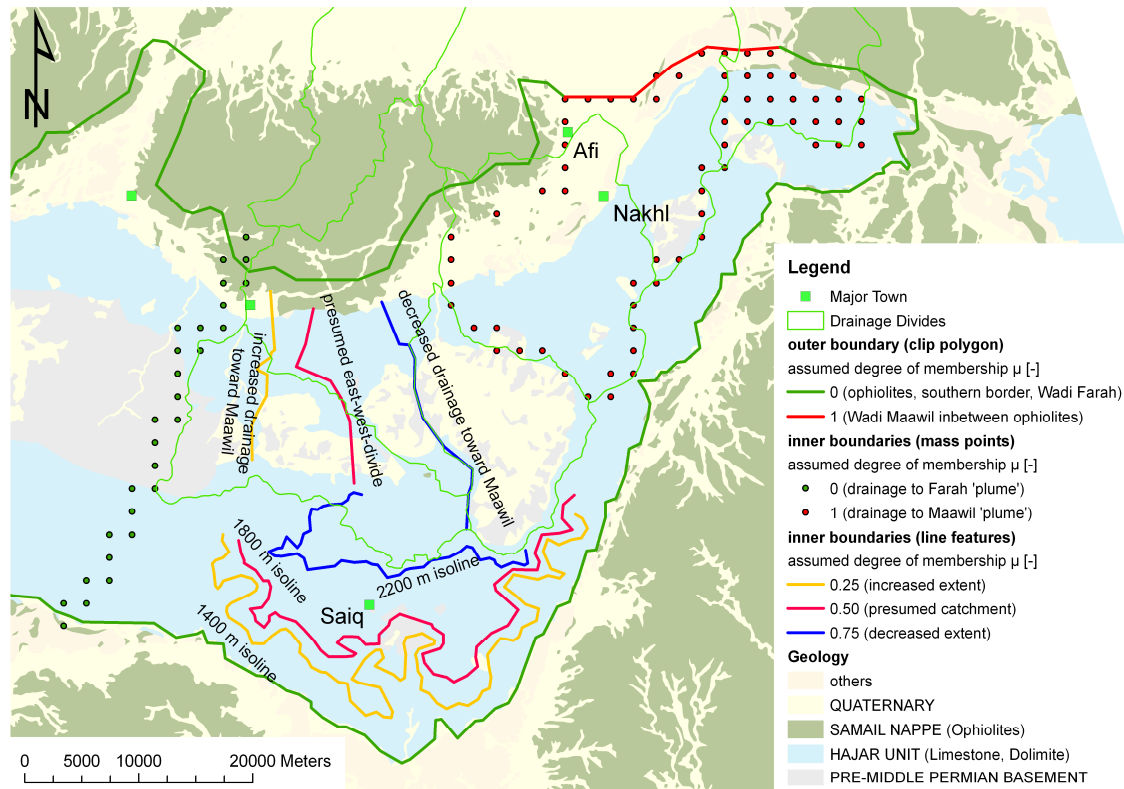 N
Afi
Nakhl
increased drainage
toward Maawil
presumed east-west-divide
decreased drainage toward Maawil
1800 m isoline
2200 m isoline
1400 m isoline
Saiq
0 5000 10000 20000 Meters
Legend
Major Town
Drainage Divides
outer boundary (clip polygon)
assumed degree of membership µ [-]
0 (ophiolites, southern border, Wadi Farah)
1 (Wadi Maawil inbetween ophiolites)
inner boundaries (mass points)
assumed degree of membership µ [-]
0 (drainage to Farah 'plume')
1 (drainage to Maawil 'plume')
inner boundaries (line features)
assumed degree of membership µ [-]
0.25 (increased extent)
0.50 (presumed catchment)
0.75 (decreased extent)
Geology
others
QUATERNARY
SAMAIL NAPPE (Ophiolites)
HAJAR UNIT (Limestone, Dolimite)
PRE-MIDDLE PERMIAN BASEMENT